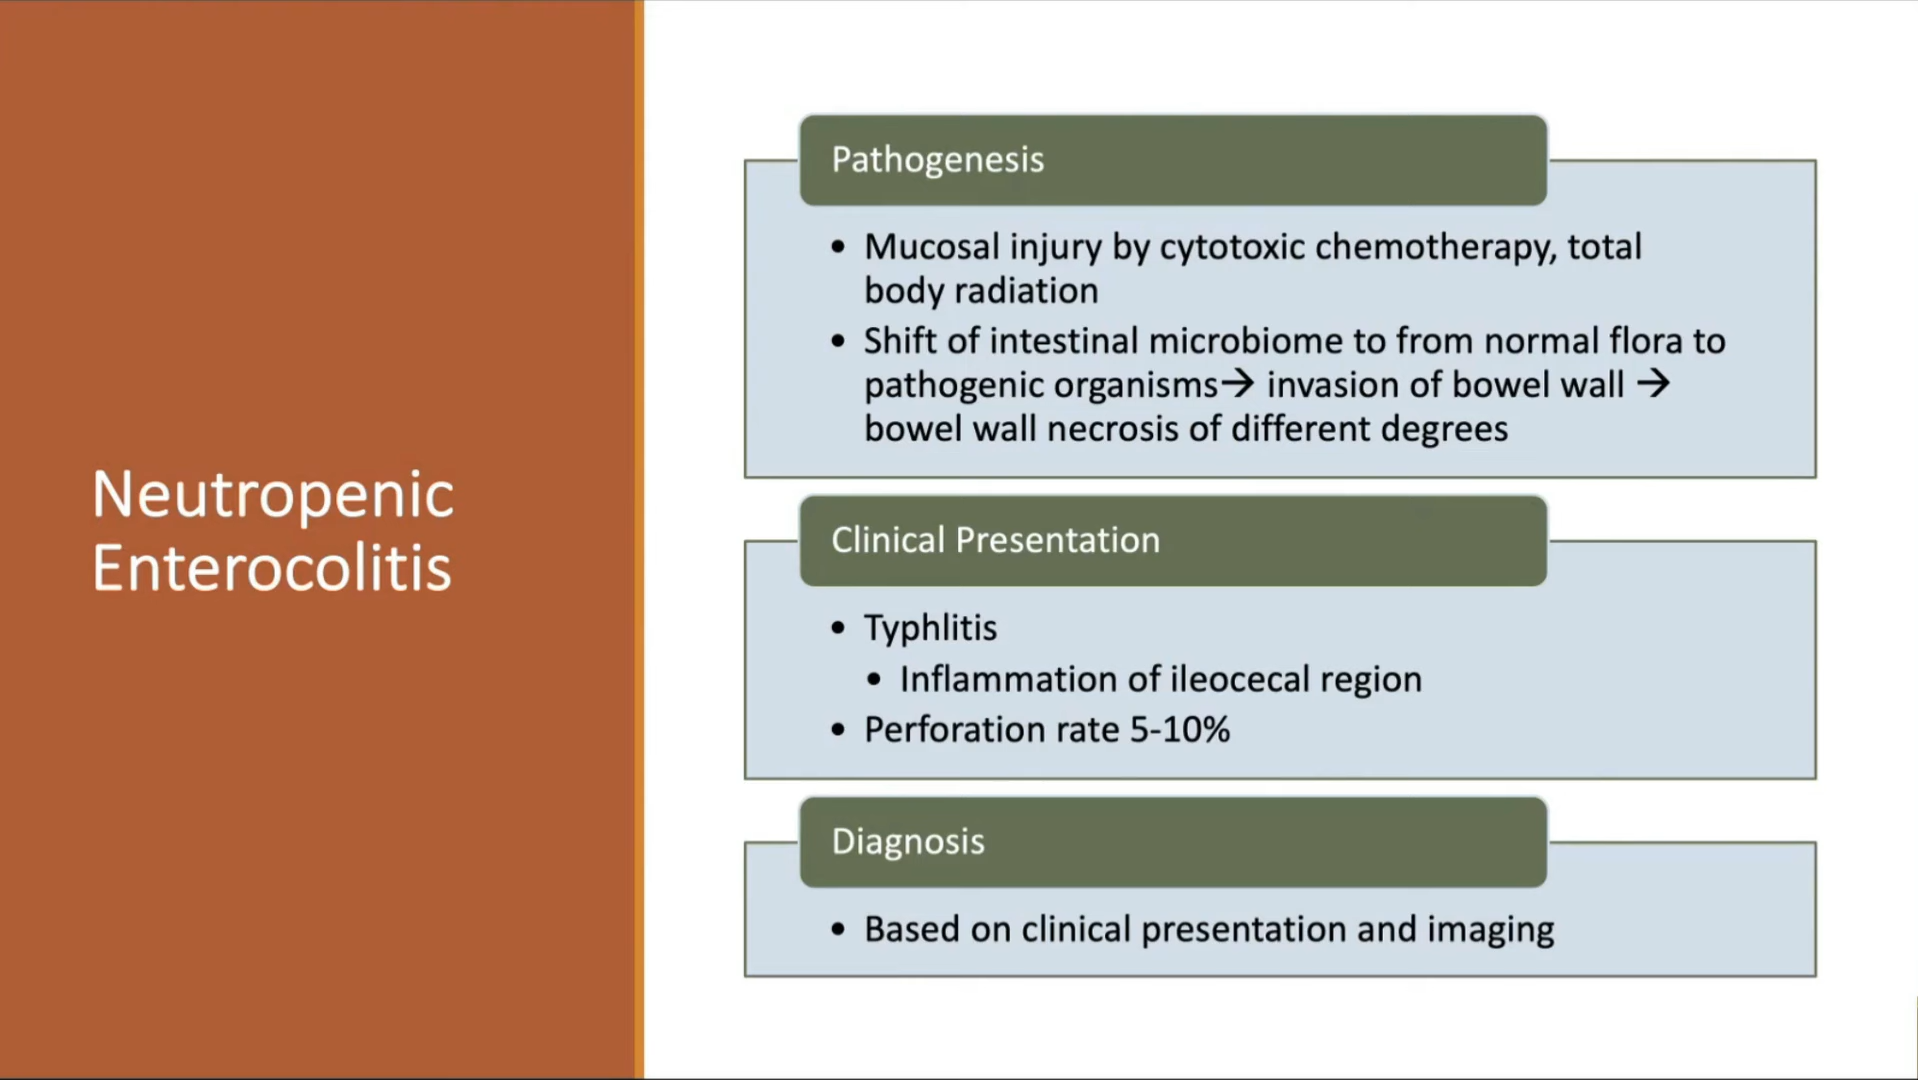 Neutropenic
Enterocolitis
Pathogenesis
• Mucosal injury by cytotoxic chemotherapy, total
body radiation
• Shift of intestinal microbiome to from normal flora to
pathogenic organisms→ invasion of bowel wall →
bowel wall necrosis of different degrees
Clinical Presentation
• Typhlitis
• Inflammation of ileocecal region
• Perforation rate 5-10%
Diagnosis
• Based on clinical presentation and imaging